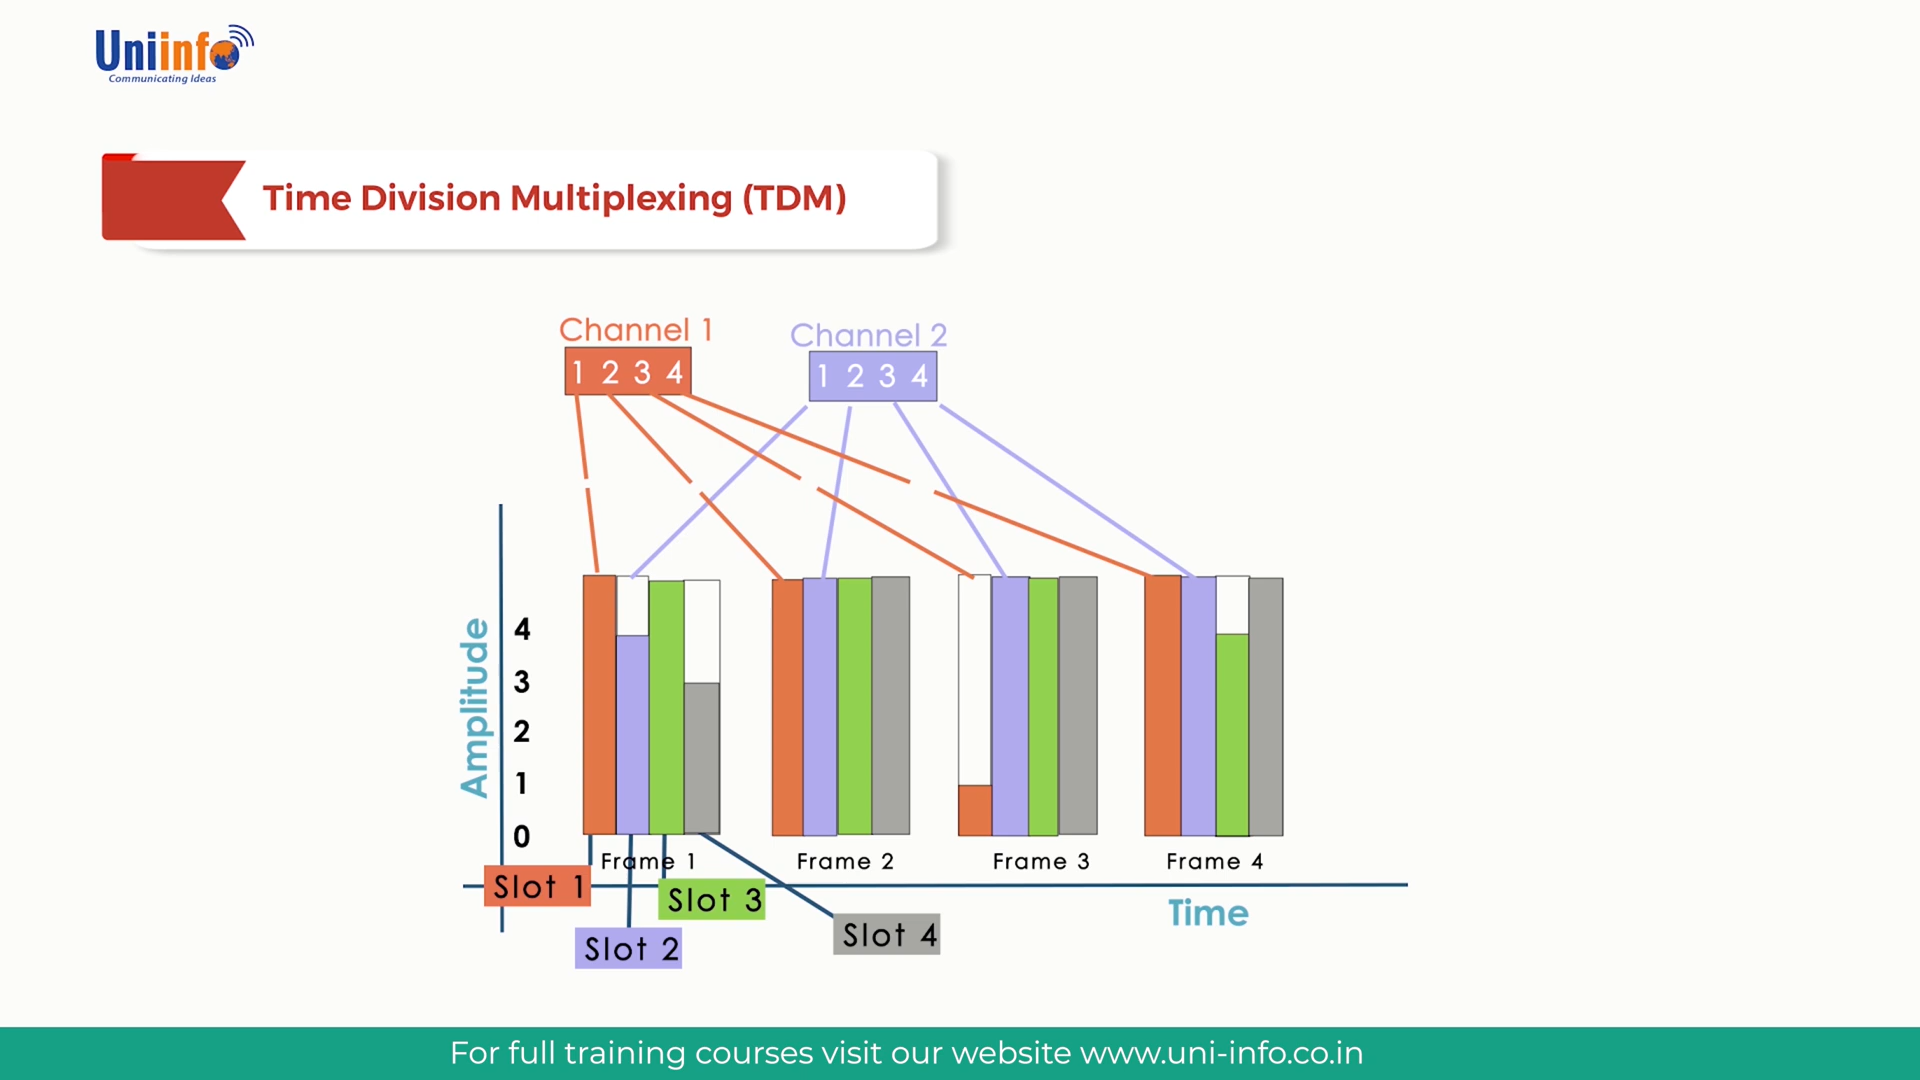 Uniinfo
Communicating Ideas
Time Division Multiplexing (TDM)
Channel 1
Channel 2
1 2 3 4
1 2 3 4
Amplitude
4
3
2
1
0
Frame 1
Frame 2
Frame 3
Frame 4
Slot 1
Slot 3
Time
Slot 4
Slot 2
For full training courses visit our website www.uni-info.co.in